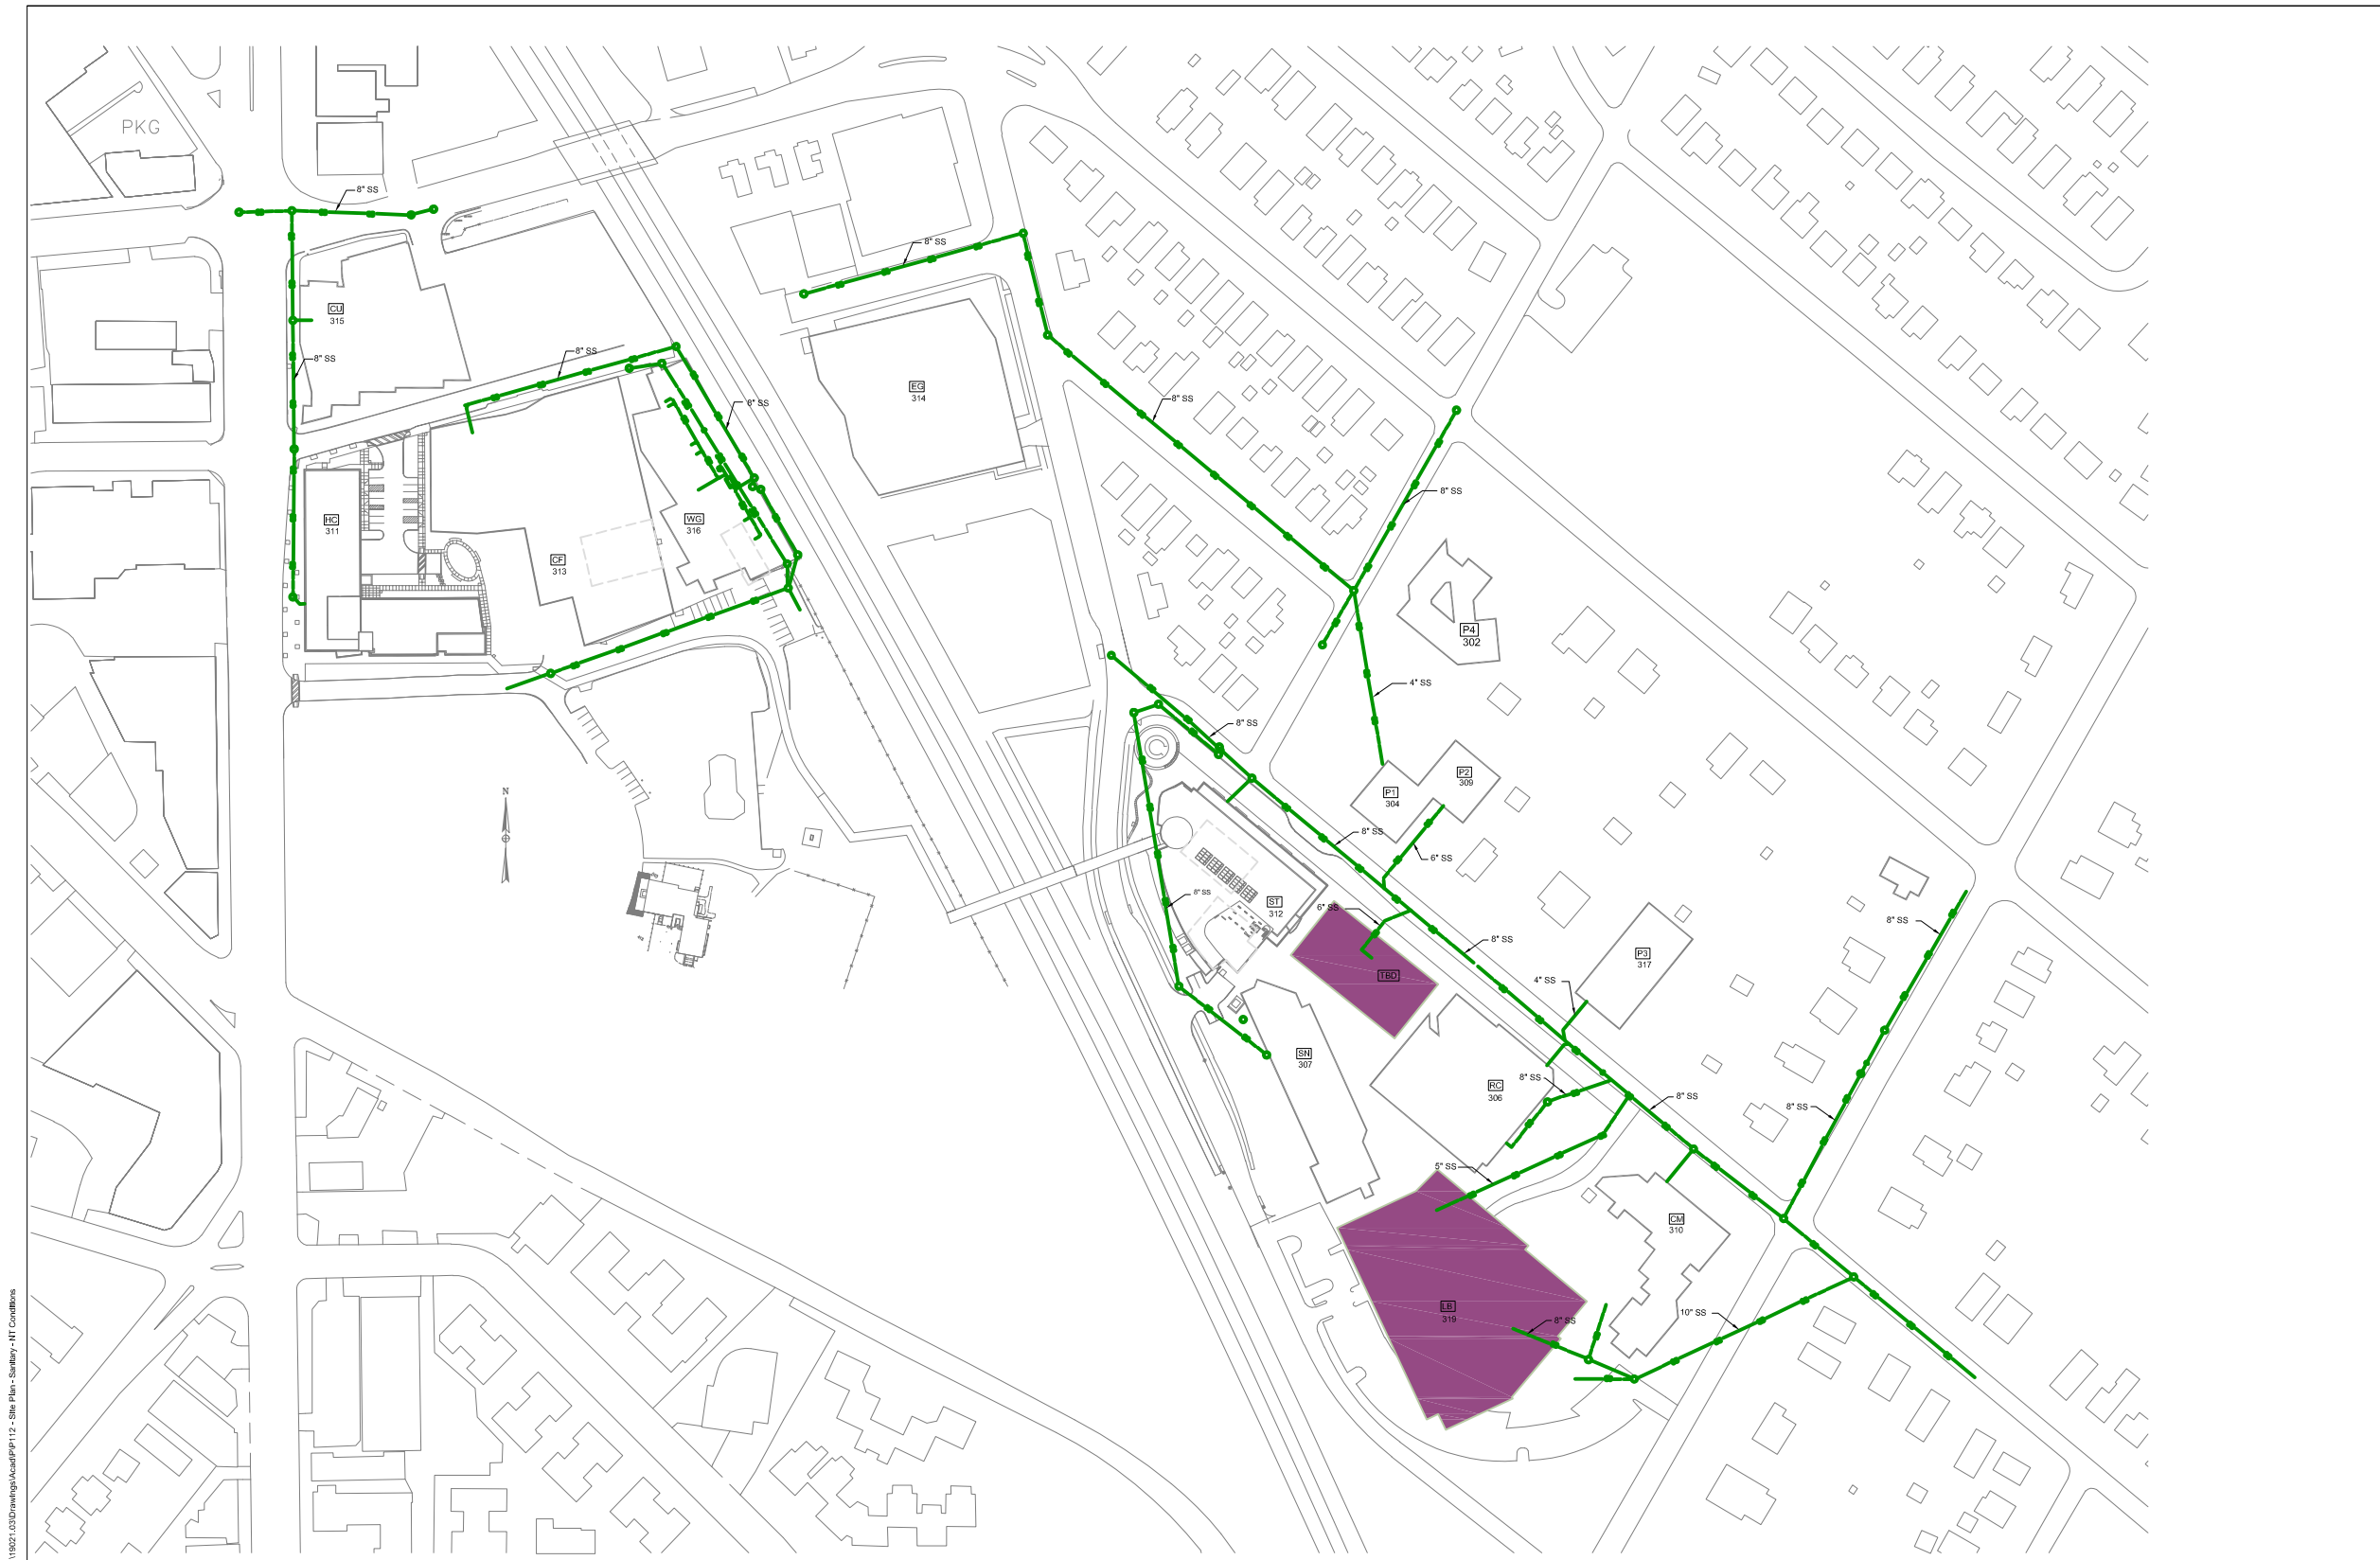 PKG
8" SS
8" SS
8" SS
CU
315
8" SS
8" SS
EG
314
8" SS
8" SS
8" SS
HC
311
WG
316
CF
313
P4
302
4" SS
8" SS
P2
309
P1
304
N
8" SS
6" SS
8" SS
ST
312
6" SS
8" SS
8" SS
P3
317
TBD
4" SS
SN
307
RC
306
8" SS
8" SS
8" SS
5" SS
CM
310
LB
319
8" SS
10" SS
\19021.03\Drawings\Acad\P\P112 - Site Plan - Sanitary - NT Conditions